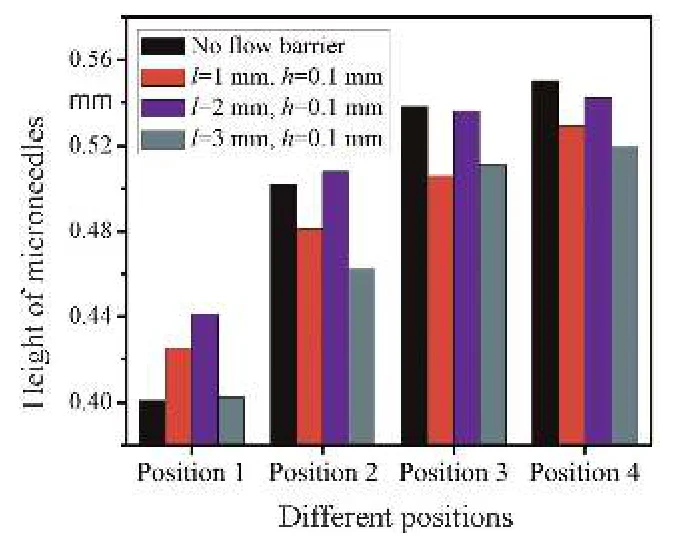 No flow barrier
l=1 mm, h=0.1 mm
l=2 mm, h=0.1 mm
l=3 mm, h=0.1 mm
0.56
mm
0.52
0.48
0.44
0.40
Height of microneedles
Position 1 Position 2 Position 3 Position 4
Different positions